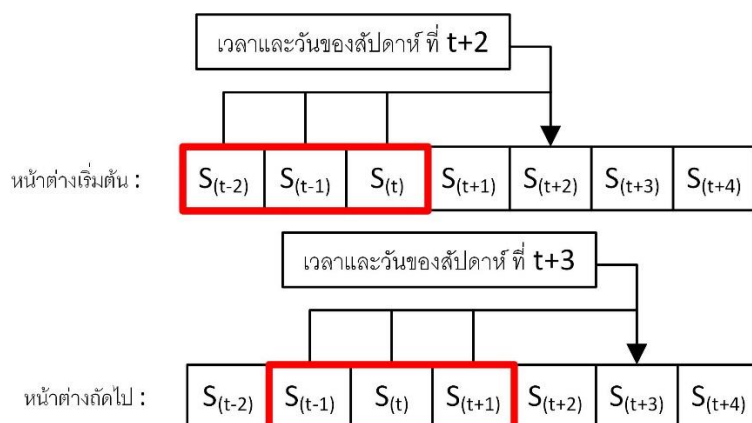 เวลาและวันของสัปดาห์ ที่ t+2
หน้าต่างเริ่มต้น : S(t-2) S(t-1) S(t) S(t+1) S(t+2) S(t+3) S(t+4)
เวลาและวันของสัปดาห์ ที่ t+3
หน้าต่างถัดไป : S(t-2) S(t-1) S(t) S(t+1) S(t+2) S(t+3) S(t+4)